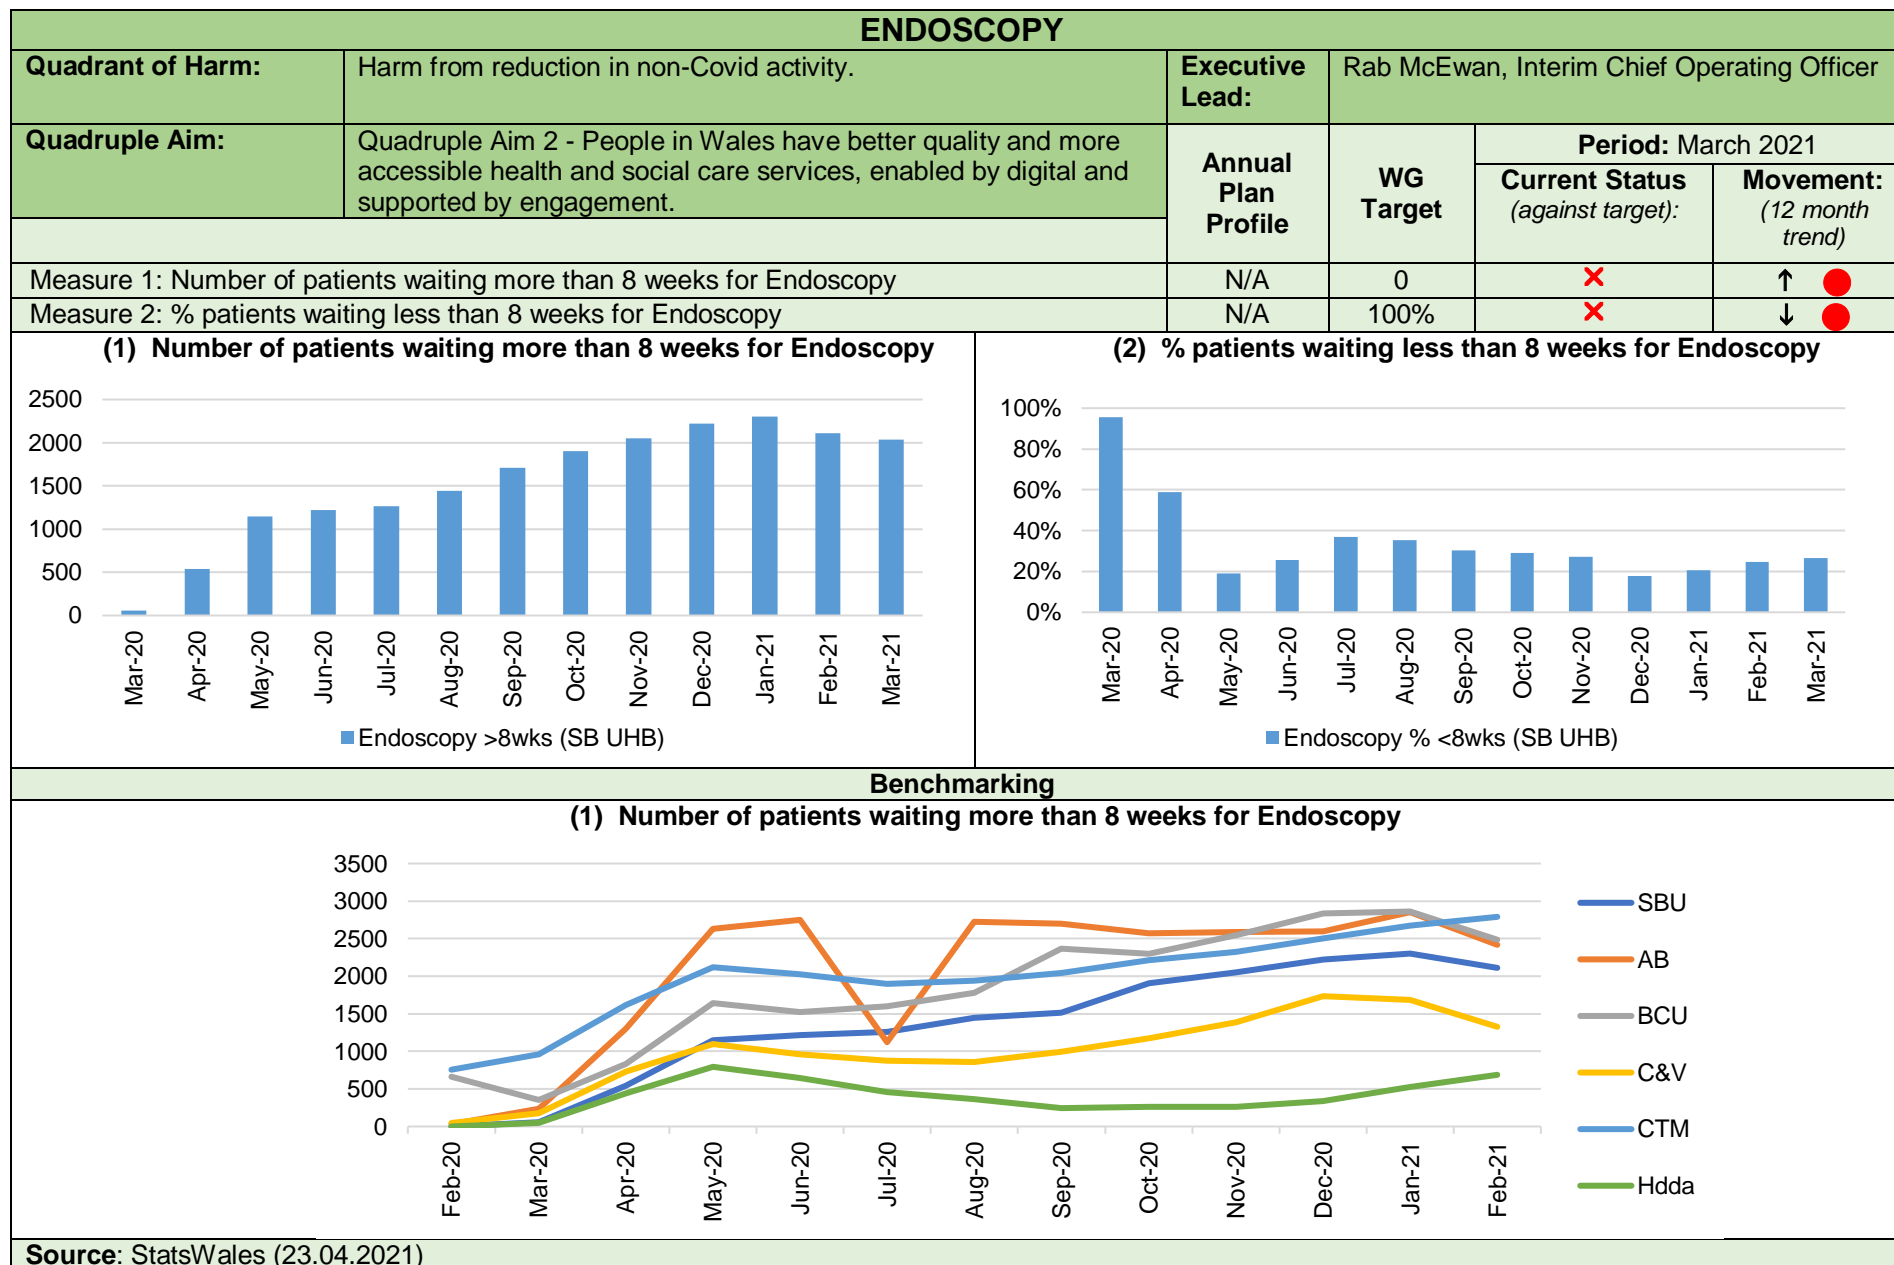 ENDOSCOPY
Quadrant of Harm:
Harm from reduction in non-Covid activity.
Executive
Lead:
Rab McEwan, Interim Chief Operating Officer
Quadruple Aim:
Quadruple Aim 2 - People in Wales have better quality and more
accessible health and social care services, enabled by digital and
supported by engagement.
Annual
Plan
Profile
WG
Target
Period: March 2021
Current Status
(against target):
Movement:
(12 month
trend)
Measure 1: Number of patients waiting more than 8 weeks for Endoscopy
N/A
0
Measure 2: % patients waiting less than 8 weeks for Endoscopy
N/A
100%
(1) Number of patients waiting more than 8 weeks for Endoscopy
2500
2000
1500
1000
500
0
Mar-20
Apr-20
May-20
Jun-20
Jul-20
Aug-20
Sep-20
Oct-20
Nov-20
Dec-20
Jan-21
Feb-21
Mar-21
Endoscopy >8wks (SB UHB)
(2) % patients waiting less than 8 weeks for Endoscopy
100%
80%
60%
40%
20%
0%
Mar-20
Apr-20
May-20
Jun-20
Jul-20
Aug-20
Sep-20
Oct-20
Nov-20
Dec-20
Jan-21
Feb-21
Mar-21
Endoscopy % <8wks (SB UHB)
Benchmarking
(1) Number of patients waiting more than 8 weeks for Endoscopy
3500
3000
2500
2000
1500
1000
500
0
Feb-20
Mar-20
Apr-20
May-20
Jun-20
Jul-20
Aug-20
Sep-20
Oct-20
Nov-20
Dec-20
Jan-21
Feb-21
SBU
AB
BCU
C&V
CTM
Hdda
Source: StatsWales (23.04.2021)